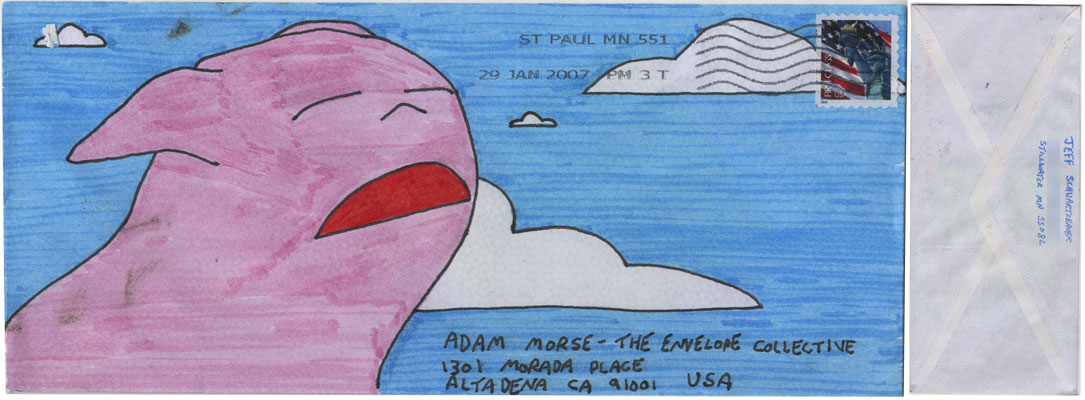 ST PAUL MN 551
29 JAN 2007 PM 3 T
ADAM MORSE - THE ENVELOPE COLLECTIVE
1301 MORADA PLACE
ALTADENA CA 91001 USA
JEFF
STILLWATER MN 55082